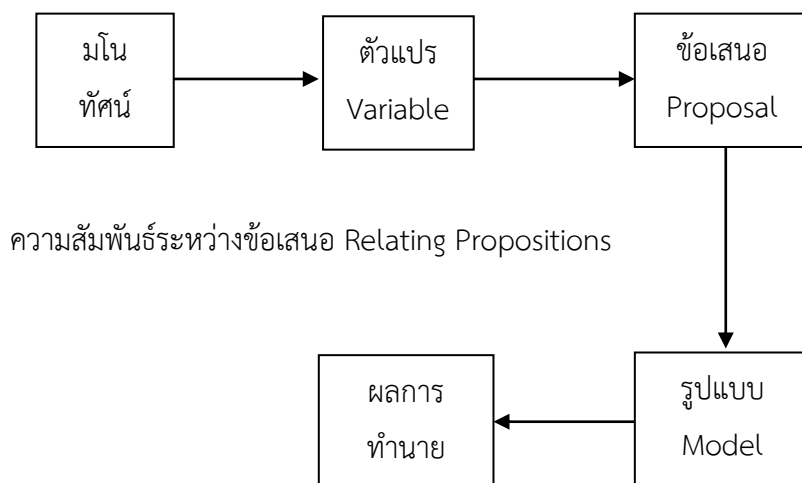 มโน
ทัศน์
ตัวแปร
Variable
ข้อเสนอ
Proposal
ความสัมพันธ์ระหว่างข้อเสนอ Relating Propositions
ผลการ
ทำนาย
รูปแบบ
Model